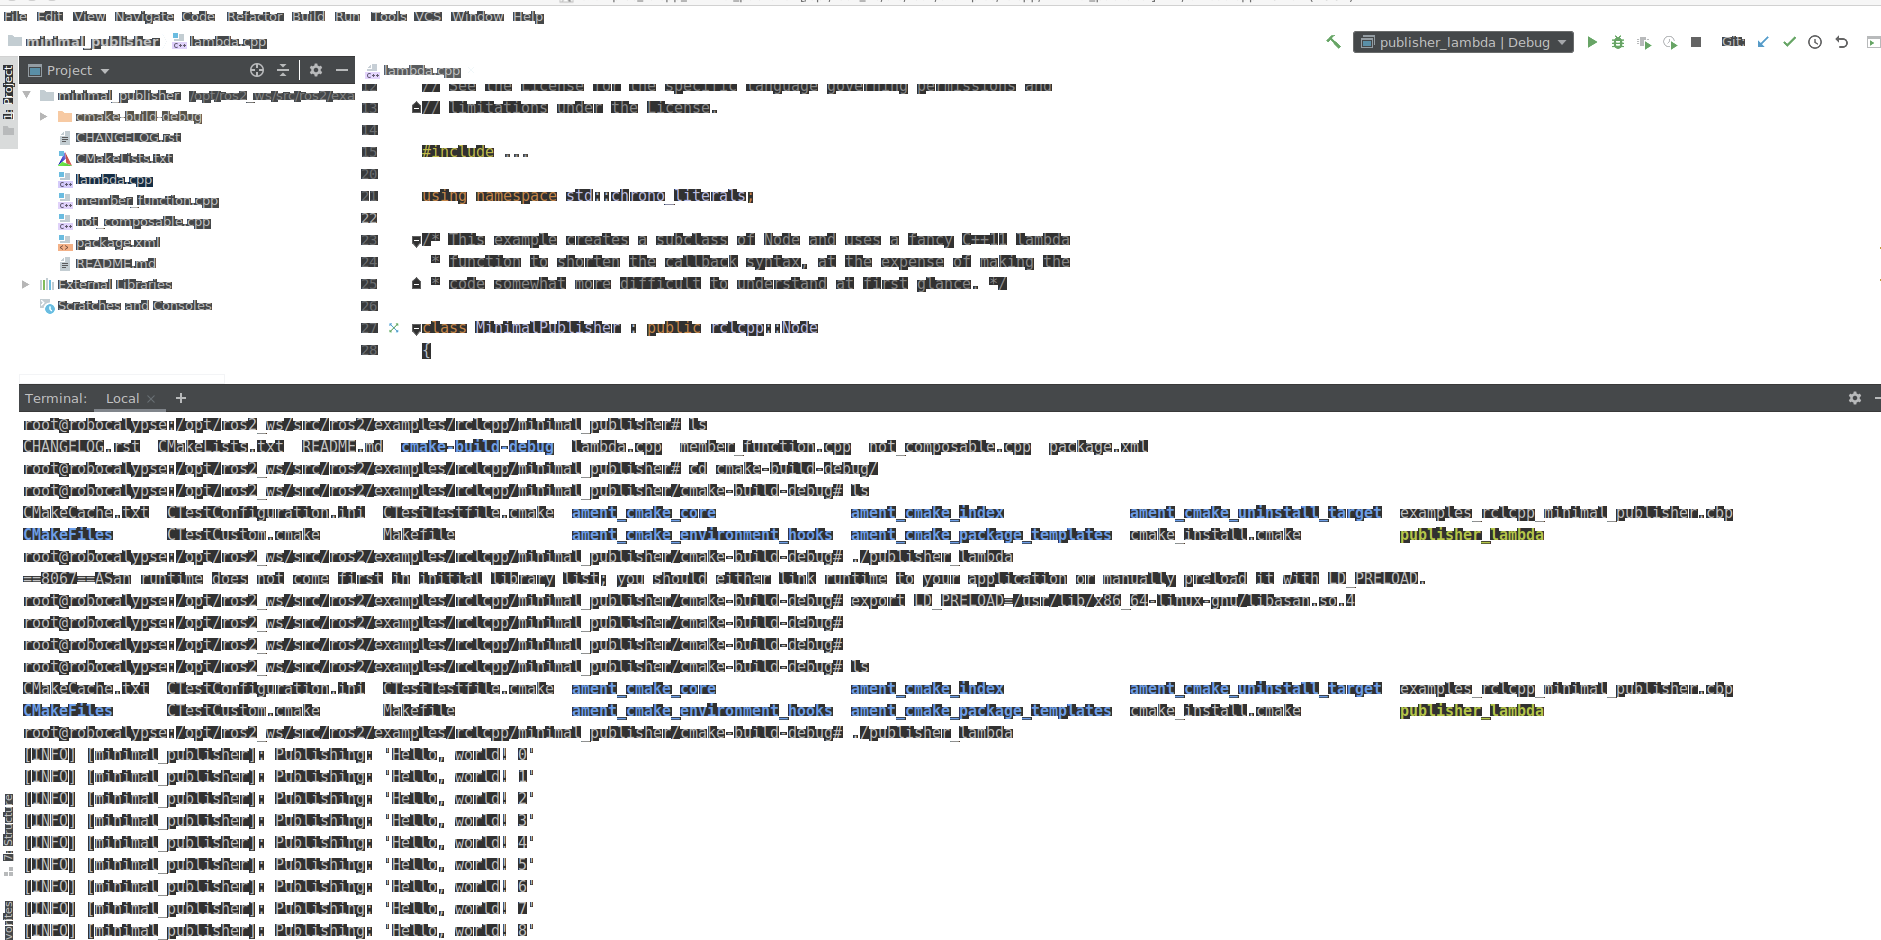 File Edit View Navigate Code Refactor Build Run Tools VCS Window Help
minimal_publisher lambda.cpp publisher_lambda | Debug Git:
1: Project
Project
lambda.cpp
minimal_publisher /opt/ros2_ws/src/ros2/exa
cmake-build-debug
CHANGELOG.rst
CMakeLists.txt
lambda.cpp
member_function.cpp
not_composable.cpp
package.xml
README.md
External Libraries
Scratches and Consoles
12 // See the License for the specific language governing permissions and
13 // limitations under the License.
14
15 #include ...
20
21 using namespace std::chrono_literals;
22
23 /* This example creates a subclass of Node and uses a fancy C++11 lambda
24 * function to shorten the callback syntax, at the expense of making the
25 * code somewhat more difficult to understand at first glance. */
26
27 class MinimalPublisher : public rclcpp::Node
28 {
Terminal: Local × +
root@robocalypse:/opt/ros2_ws/src/ros2/examples/rclcpp/minimal_publisher# ls
CHANGELOG.rst CMakeLists.txt README.md cmake-build-debug lambda.cpp member_function.cpp not_composable.cpp package.xml
root@robocalypse:/opt/ros2_ws/src/ros2/examples/rclcpp/minimal_publisher# cd cmake-build-debug/
root@robocalypse:/opt/ros2_ws/src/ros2/examples/rclcpp/minimal_publisher/cmake-build-debug# ls
CMakeCache.txt CTestConfiguration.ini CTestTestfile.cmake ament_cmake_core ament_cmake_index ament_cmake_uninstall_target examples_rclcpp_minimal_publisher.cbp
CMakeFiles CTestCustom.cmake Makefile ament_cmake_environment_hooks ament_cmake_package_templates cmake_install.cmake publisher_lambda
root@robocalypse:/opt/ros2_ws/src/ros2/examples/rclcpp/minimal_publisher/cmake-build-debug# ./publisher_lambda
==8067==ASan runtime does not come first in initial library list; you should either link runtime to your application or manually preload it with LD_PRELOAD.
root@robocalypse:/opt/ros2_ws/src/ros2/examples/rclcpp/minimal_publisher/cmake-build-debug# export LD_PRELOAD=/usr/lib/x86_64-linux-gnu/libasan.so.4
root@robocalypse:/opt/ros2_ws/src/ros2/examples/rclcpp/minimal_publisher/cmake-build-debug#
root@robocalypse:/opt/ros2_ws/src/ros2/examples/rclcpp/minimal_publisher/cmake-build-debug#
root@robocalypse:/opt/ros2_ws/src/ros2/examples/rclcpp/minimal_publisher/cmake-build-debug# ls
CMakeCache.txt CTestConfiguration.ini CTestTestfile.cmake ament_cmake_core ament_cmake_index ament_cmake_uninstall_target examples_rclcpp_minimal_publisher.cbp
CMakeFiles CTestCustom.cmake Makefile ament_cmake_environment_hooks ament_cmake_package_templates cmake_install.cmake publisher_lambda
root@robocalypse:/opt/ros2_ws/src/ros2/examples/rclcpp/minimal_publisher/cmake-build-debug# ./publisher_lambda
[INFO] [minimal_publisher]: Publishing: 'Hello, world! 0'
[INFO] [minimal_publisher]: Publishing: 'Hello, world! 1'
[INFO] [minimal_publisher]: Publishing: 'Hello, world! 2'
[INFO] [minimal_publisher]: Publishing: 'Hello, world! 3'
[INFO] [minimal_publisher]: Publishing: 'Hello, world! 4'
[INFO] [minimal_publisher]: Publishing: 'Hello, world! 5'
[INFO] [minimal_publisher]: Publishing: 'Hello, world! 6'
[INFO] [minimal_publisher]: Publishing: 'Hello, world! 7'
[INFO] [minimal_publisher]: Publishing: 'Hello, world! 8'
7: Structure